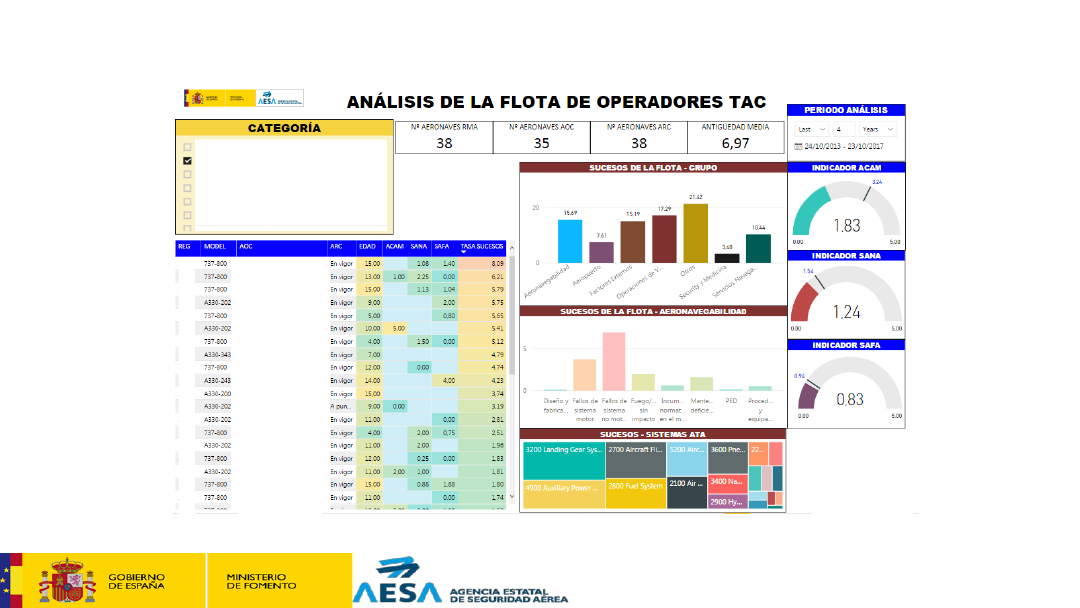 AESA
ANÁLISIS DE LA FLOTA DE OPERADORES TAC
PERIODO ANÁLISIS
Last 4 Years
24/10/2013 - 23/10/2017
CATEGORÍA
Nº AERONAVES RMA
38
Nº AERONAVES AOC
35
Nº AERONAVES ARC
38
ANTIGÜEDAD MEDIA
6,97
REG MODEL AOC ARC EDAD ACAM SANA SAFA TASA SUCESOS
737-800 En vigor 15,00 1,08 1,40 8,09
737-800 En vigor 13,00 1,00 2,25 0,00 6,21
737-800 En vigor 15,00 1,13 1,04 5,79
A330-202 En vigor 9,00 2,00 5,75
737-800 En vigor 5,00 0,80 5,65
A330-202 En vigor 10,00 5,00 5,41
737-800 En vigor 4,00 1,50 0,00 5,12
A330-343 En vigor 7,00 4,79
737-800 En vigor 12,00 0,00 4,74
A330-243 En vigor 14,00 4,00 4,23
A330-200 En vigor 15,00 3,74
A330-202 A pun... 9,00 0,00 3,19
A330-202 En vigor 11,00 0,00 2,81
737-800 En vigor 4,00 2,00 0,75 2,51
A330-202 En vigor 11,00 2,00 1,98
737-800 En vigor 12,00 0,25 0,00 1,83
A330-202 En vigor 11,00 2,00 1,00 1,81
737-800 En vigor 15,00 0,88 1,88 1,80
737-800 En vigor 11,00 0,00 1,74
SUCESOS DE LA FLOTA - GRUPO
20
0
15,69
7,61
15,19
17,29
21,42
3,40
10,44
Aeronavegabilidad
Aeropuerto
Factores Externos
Operaciones de V...
Otros
Security y Medicina
Servicios Navega...
SUCESOS DE LA FLOTA - AERONAVEGABILIDAD
5
0
Diseño y fábrica...
Fallos de sistema motor
Fallos de sistema no mot...
Fuego/... sin impacto
Incum... normat... en el m...
Mante... deficie...
PED
Proced... y equipa...
SUCESOS - SISTEMAS ATA
3200 Landing Gear Sys...
2700 Aircraft Fl...
5200 Airc...
3600 Pne...
22...
4900 Auxiliary Power ...
2800 Fuel System
2100 Air ...
3400 Na...
2900 Hy...
INDICADOR ACAM
3,24
1,83
0,00 5,00
INDICADOR SANA
1,54
1,24
0,00 5,00
INDICADOR SAFA
0,94
0,83
0,00 5,00
GOBIERNO
DE ESPAÑA
MINISTERIO
DE FOMENTO
AESA
AGENCIA ESTATAL
DE SEGURIDAD AÉREA